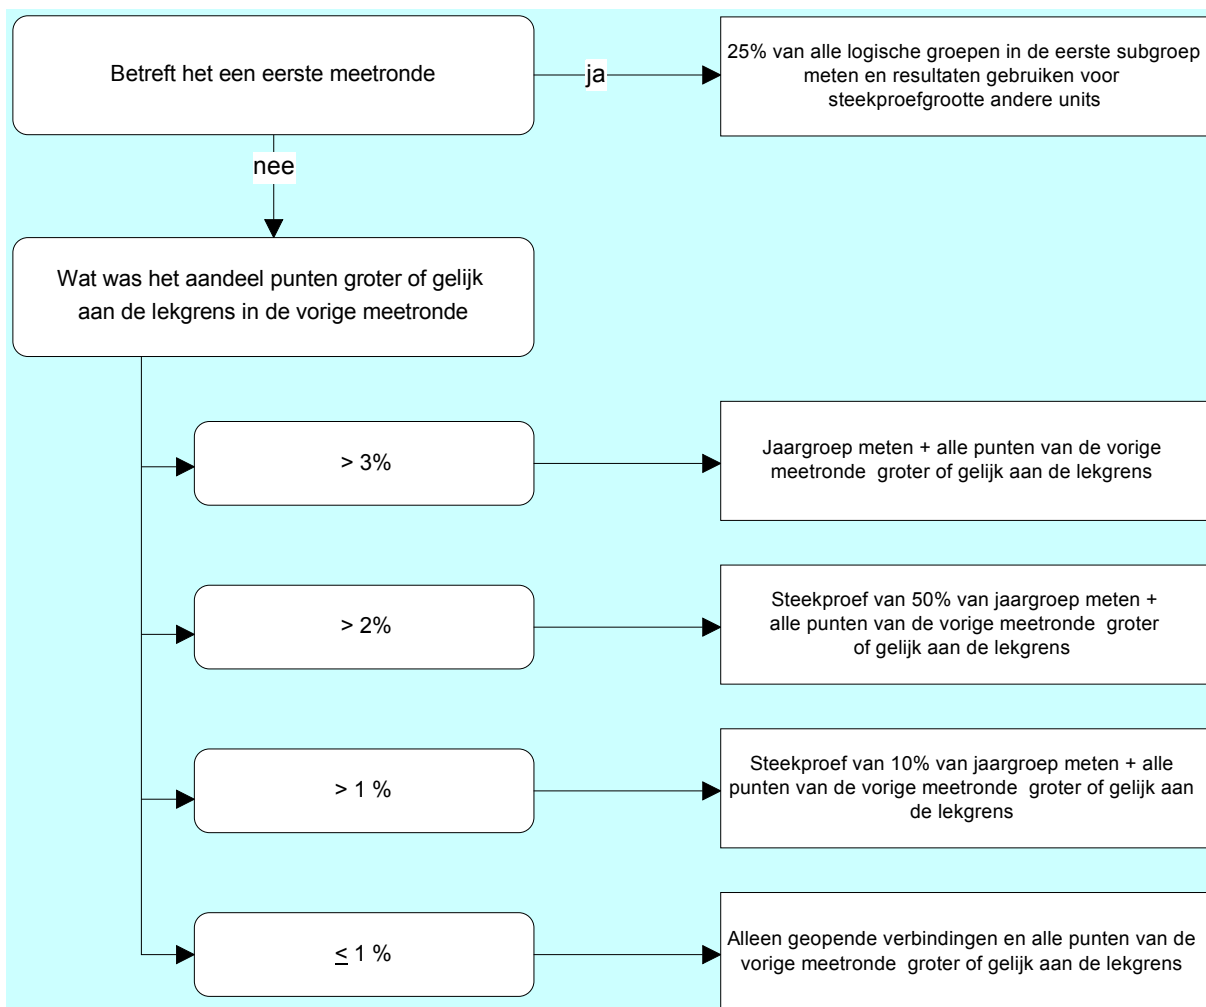 Betreft het een eerste meetronde
ja
25% van alle logische groepen in de eerste subgroep
meten en resultaten gebruiken voor
steekproefgrootte andere units
nee
Wat was het aandeel punten groter of gelijk
aan de lekgrens in de vorige meetronde
> 3%
Jaargroep meten + alle punten van de vorige
meetronde groter of gelijk aan de lekgrens
> 2%
Steekproef van 50% van jaargroep meten +
alle punten van de vorige meetronde groter
of gelijk aan de lekgrens
> 1 %
Steekproef van 10% van jaargroep meten + alle
punten van de vorige meetronde groter of gelijk aan
de lekgrens
≤ 1 %
Alleen geopende verbindingen en alle punten van de
vorige meetronde groter of gelijk aan de lekgrens